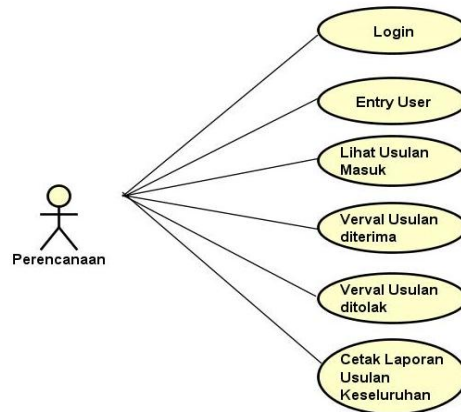 Login
Entry User
Lihat Usulan
Masuk
Verval Usulan
diterima
Perencanaan
Verval Usulan
ditolak
Cetak Laporan
Usulan
Keseluruhan